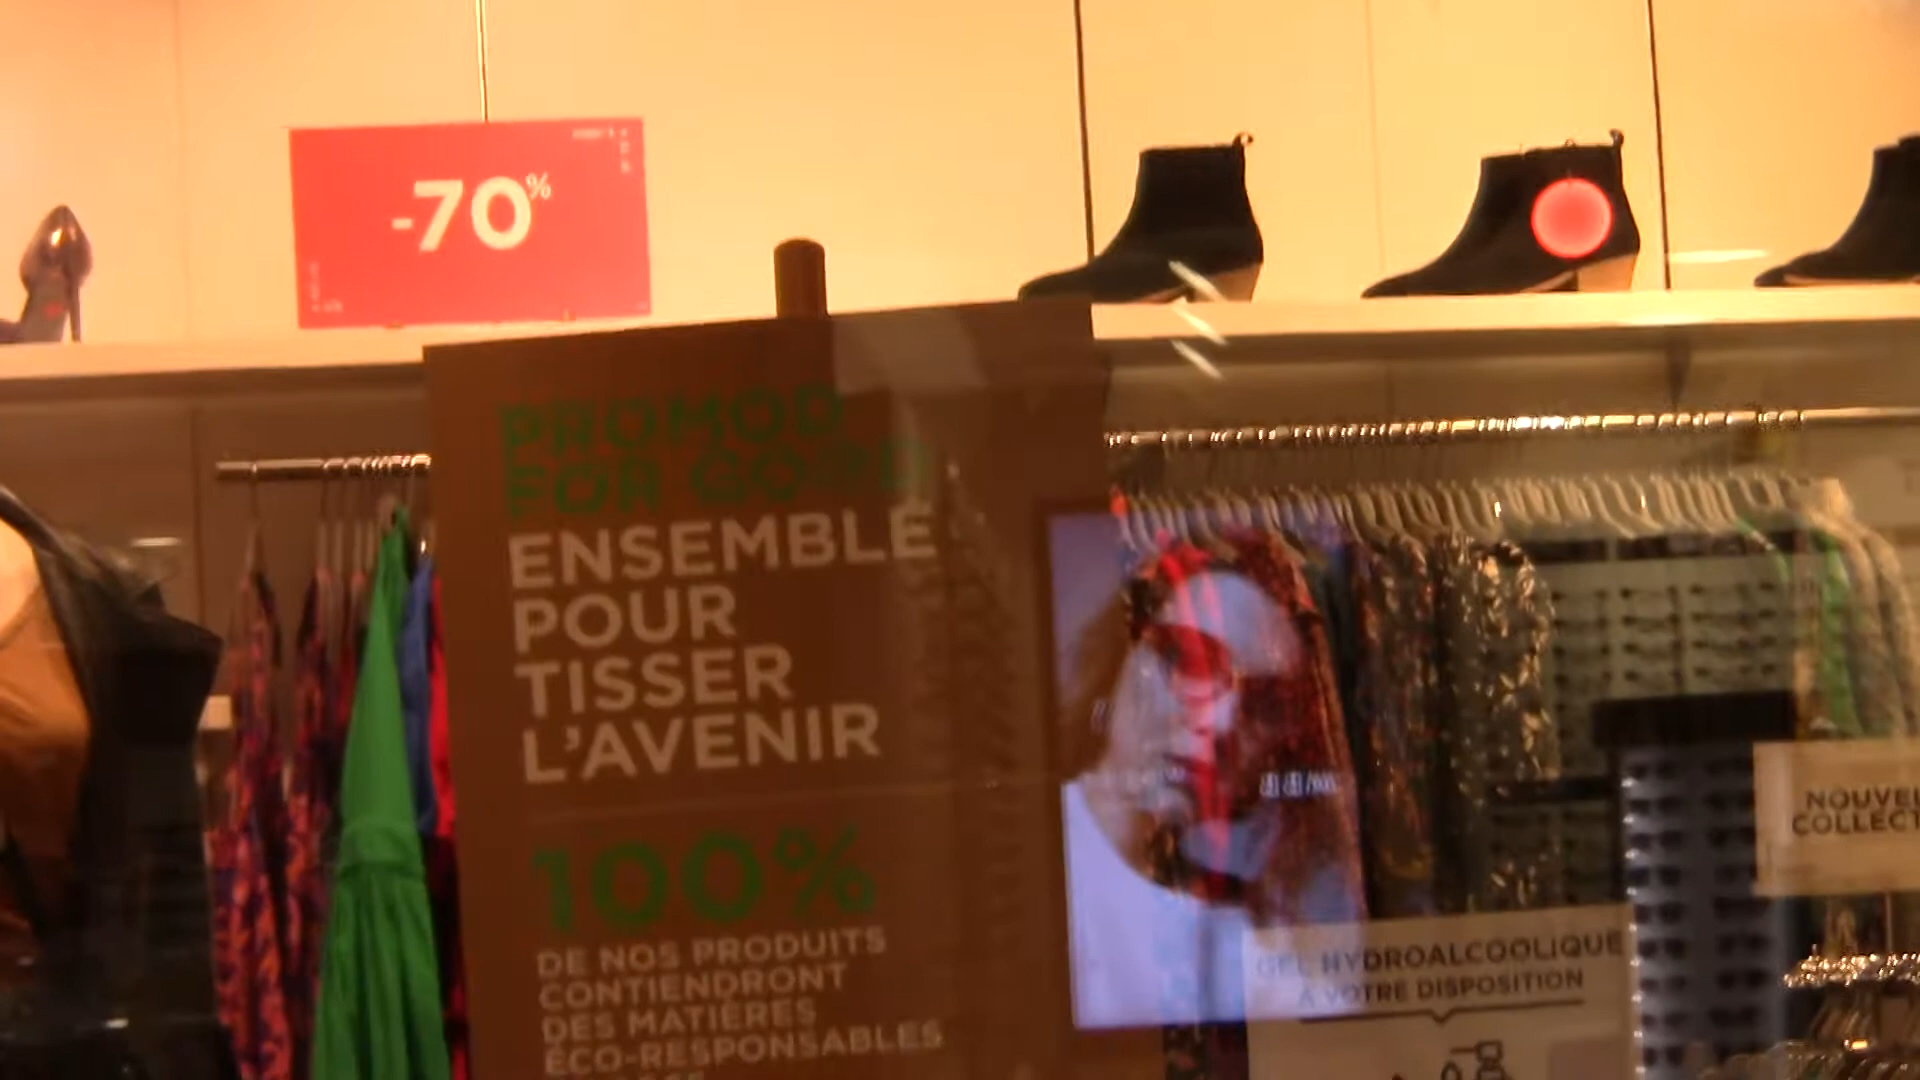 -70%
PROMOD
FOR GOOD
ENSEMBLE
POUR
TISSER
L'AVENIR
100%
DE NOS PRODUITS
CONTIENDRONT
DES MATIÈRES
ÉCO-RESPONSABLES
NOUVEL
COLLECT
GEL HYDROALCOOLIQUE
À VOTRE DISPOSITION